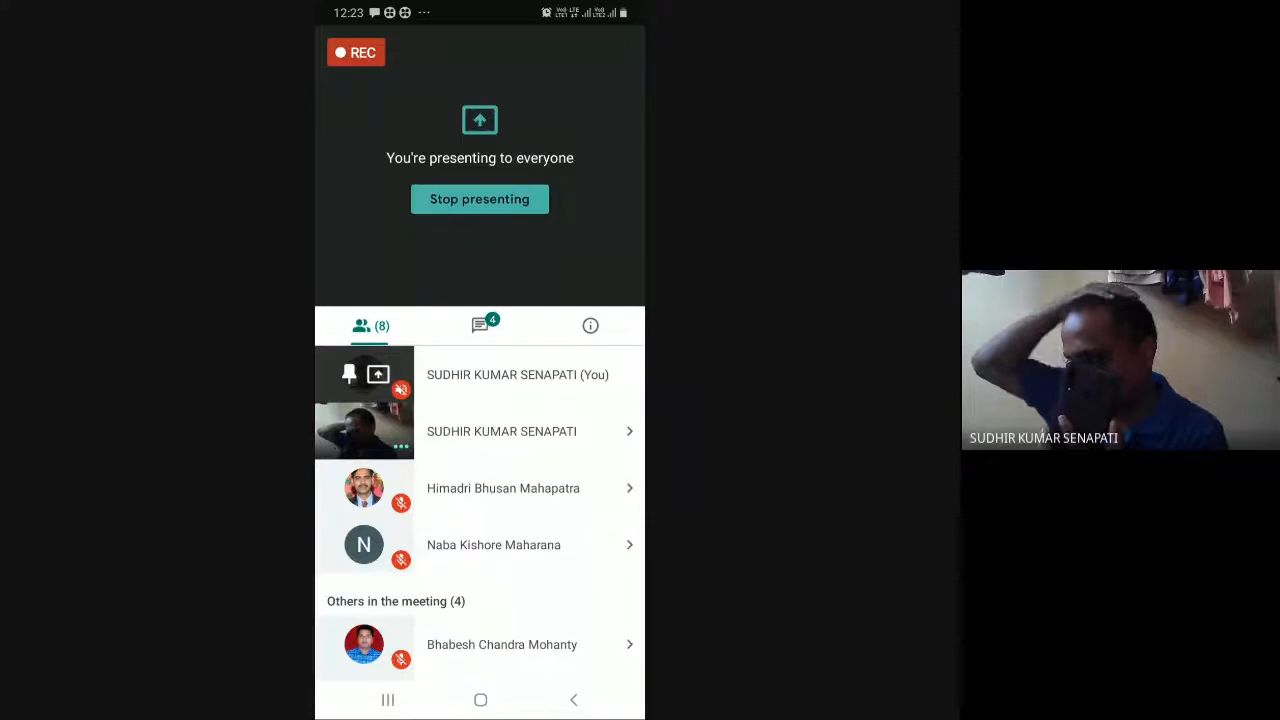 12:23
REC
You're presenting to everyone
Stop presenting
(8)
4
SUDHIR KUMAR SENAPATI (You)
SUDHIR KUMAR SENAPATI
Himadri Bhusan Mahapatra
N
Naba Kishore Maharana
Others in the meeting (4)
Bhabesh Chandra Mohanty
SUDHIR KUMAR SENAPATI